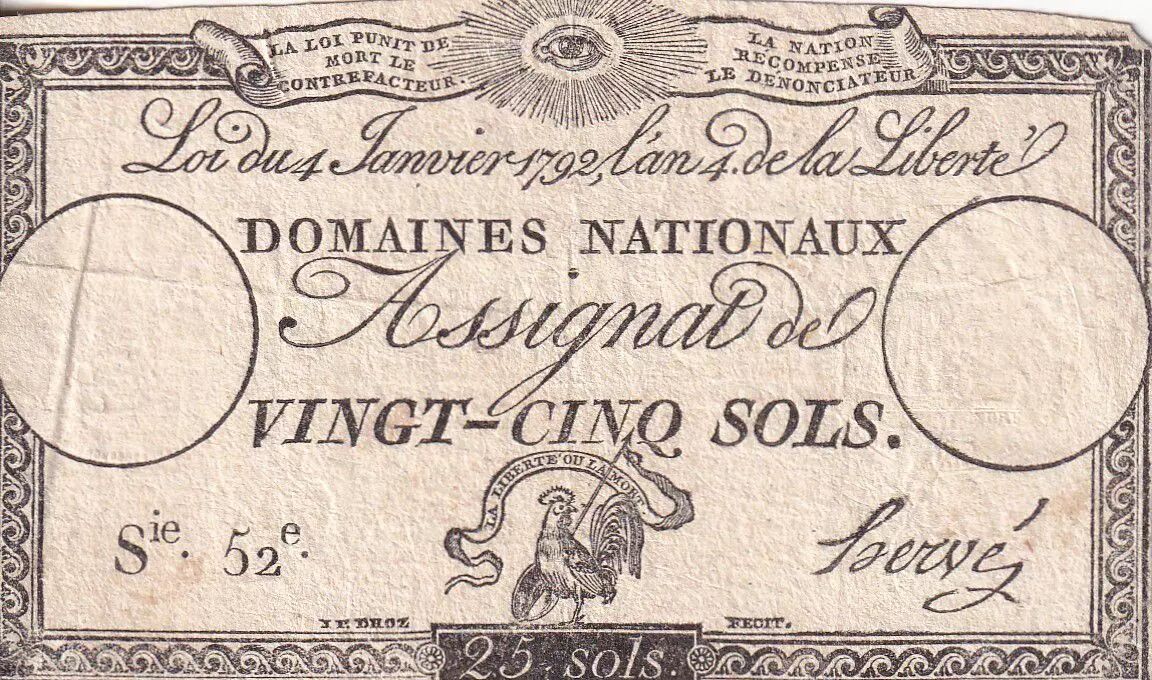 LA LOI PUNIT DE
MORT LE
CONTREFACTEUR.
LA NATION
RECOMPENSE
LE DENONCIATEUR
Loi du 4 Janvier 1792, l'an 4. de la Liberté
DOMAINES NATIONAUX
Assignat de
VINGT-CINQ SOLS.
LA LIBERTÉ OU LA MORT
Sie. 52e.
hervé
FECIT.
25 sols.